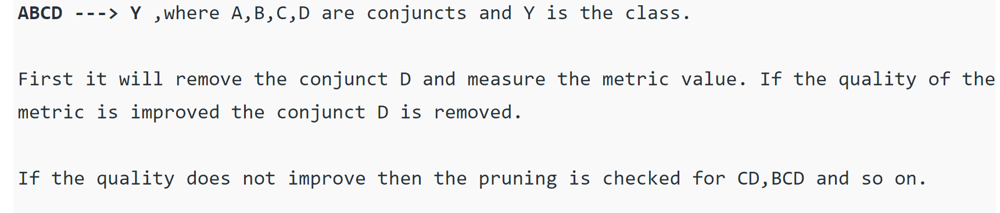 ABCD ---> Y ,where A,B,C,D are conjuncts and Y is the class.
First it will remove the conjunct D and measure the metric value. If the quality of the
metric is improved the conjunct D is removed.
If the quality does not improve then the pruning is checked for CD,BCD and so on.